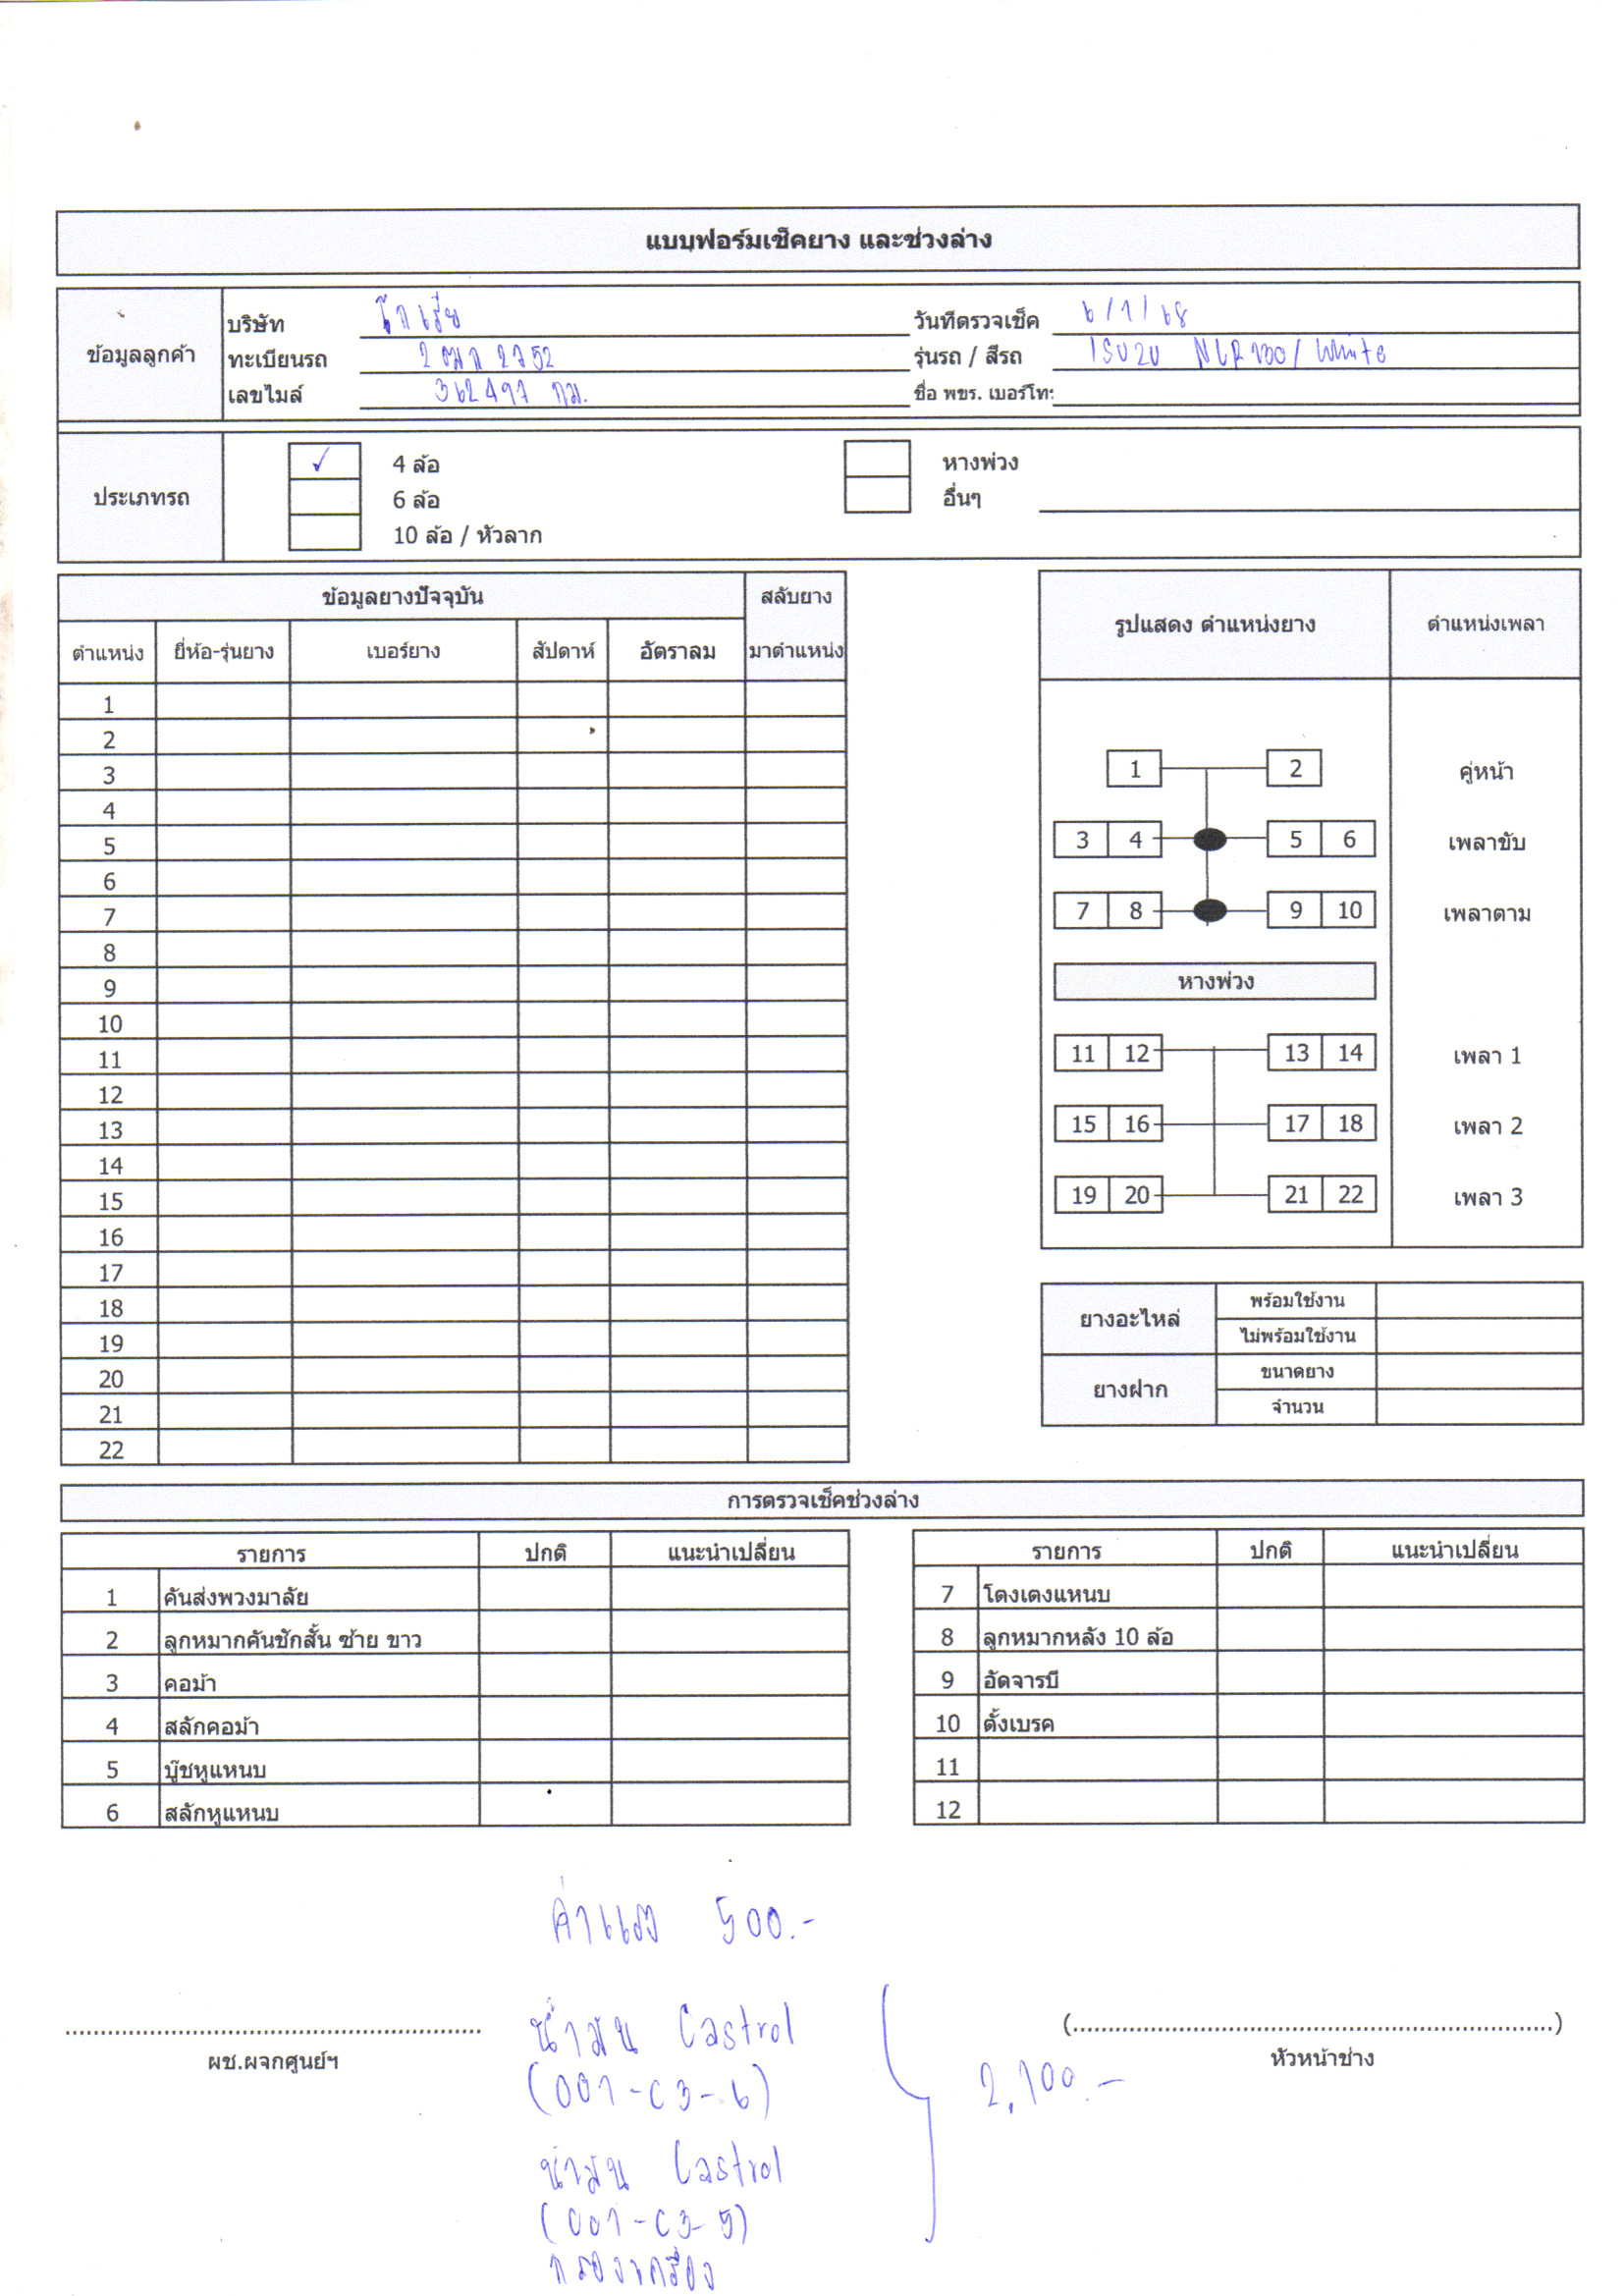 แบบฟอร์มเช็คยาง และช่วงล่าง
ข้อมูลลูกค้า
บริษัท
วันที่ตรวจเช็ค 6/1/68
ทะเบียนรถ 2752
รุ่นรถ / สีรถ ISUZU NLR 130/ White
เลขไมล์ 362497 กม.
ชื่อ พขร. เบอร์โท:
ประเภทรถ
✓ 4 ล้อ
หางพ่วง
6 ล้อ
อื่นๆ
10 ล้อ / หัวลาก
ข้อมูลยางปัจจุบัน สลับยาง
ตำแหน่ง ยี่ห้อ-รุ่นยาง เบอร์ยาง สัปดาห์ อัตราลม มาตำแหน่ง
1
2
3
4
5
6
7
8
9
10
11
12
13
14
15
16
17
18
19
20
21
22
รูปแสดง ตำแหน่งยาง ตำแหน่งเพลา
1 2 คู่หน้า
3 4 5 6 เพลาขับ
7 8 9 10 เพลาตาม
หางพ่วง
11 12 13 14 เพลา 1
15 16 17 18 เพลา 2
19 20 21 22 เพลา 3
ยางอะไหล่ พร้อมใช้งาน
ไม่พร้อมใช้งาน
ยางฝาก ขนาดยาง
จำนวน
การตรวจเช็คช่วงล่าง
รายการ ปกติ แนะนำเปลี่ยน
1 คันส่งพวงมาลัย
2 ลูกหมากคันชักสั้น ซ้าย ขาว
3 คอม้า
4 สลักคอม้า
5 บู๊ชหูแหนบ
6 สลักหูแหนบ
รายการ ปกติ แนะนำเปลี่ยน
7 โตงเตงแหนบ
8 ลูกหมากหลัง 10 ล้อ
9 อัดจารบี
10 ตั้งเบรค
11
12
ค่าแรง 500.-
น้ำมัน Castrol
(001-C3-6)
2,100.-
น้ำมัน Castrol
(001-C3-5)
กรองเครื่อง
ผช.ผจกศูนย์ฯ
(................................................................)
หัวหน้าช่าง